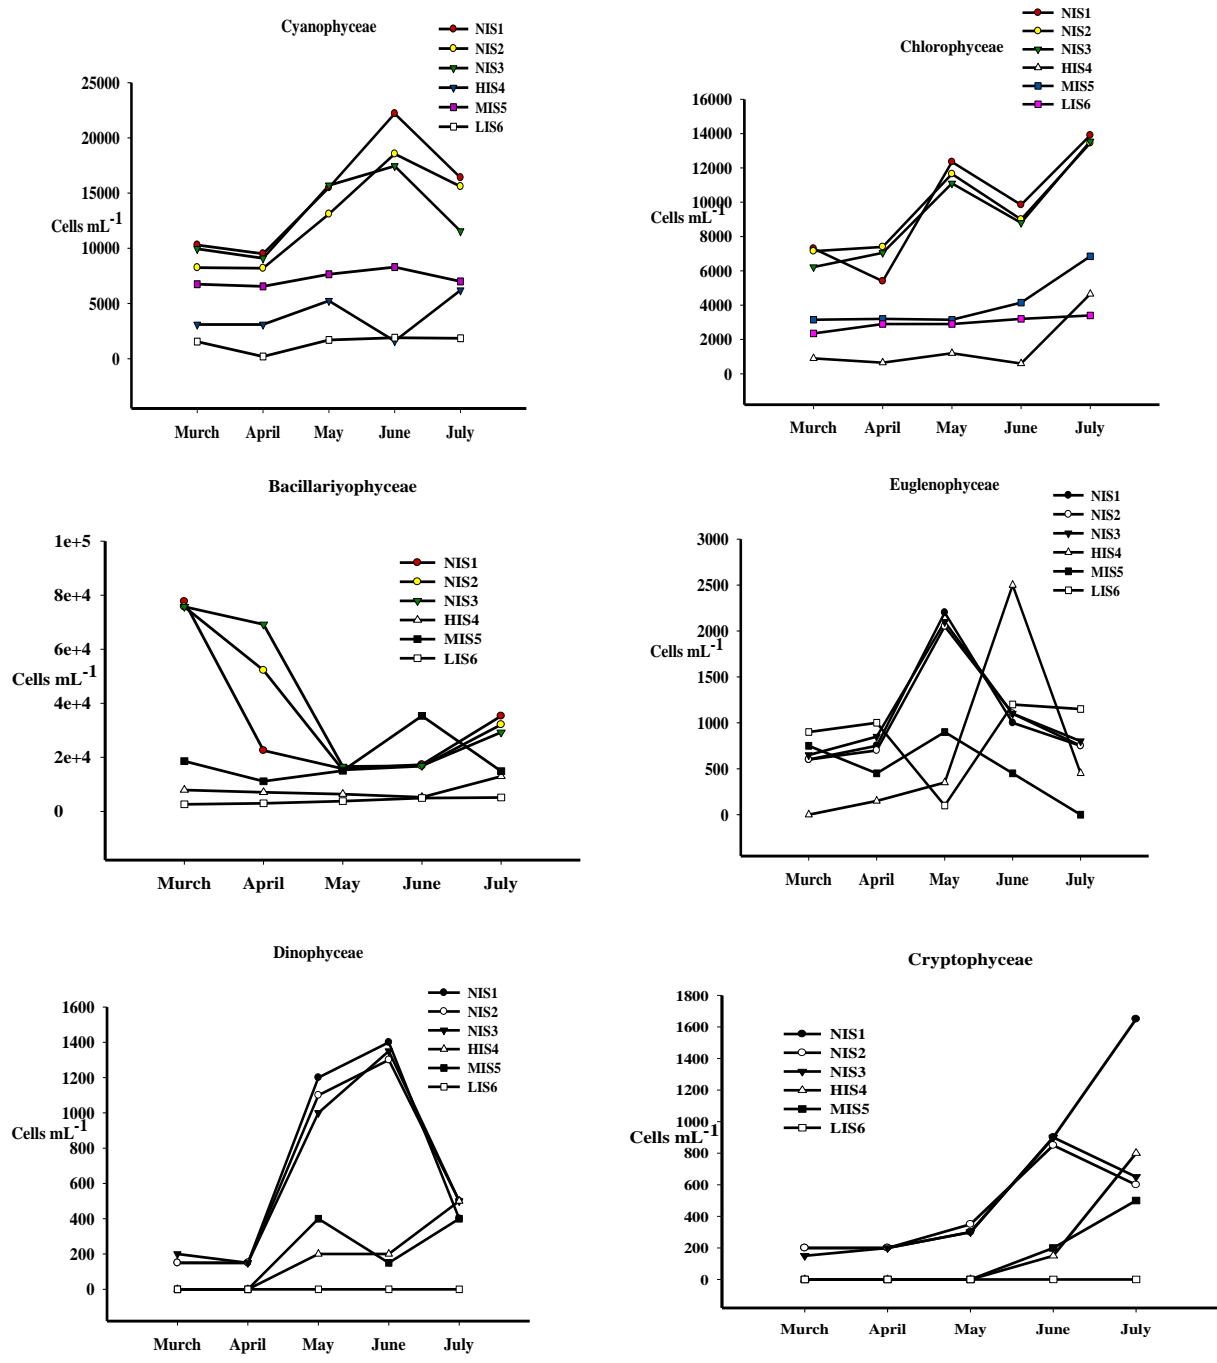 Cyanophyceae
NIS1
NIS2
NIS3
HIS4
MIS5
LIS6
25000
20000
15000
10000
5000
0
Cells mL-1
Murch April May June July
Chlorophyceae
NIS1
NIS2
NIS3
HIS4
MIS5
LIS6
16000
14000
12000
10000
8000
6000
4000
2000
0
Cells mL-1
Murch April May June July
Bacillariyophyceae
NIS1
NIS2
NIS3
HIS4
MIS5
LIS6
1e+5
8e+4
6e+4
4e+4
2e+4
0
Cells mL-1
Murch April May June July
Euglenophyceae
NIS1
NIS2
NIS3
HIS4
MIS5
LIS6
3000
2500
2000
1500
1000
500
0
Cells mL-1
Murch April May June July
Dinophyceae
NIS1
NIS2
NIS3
HIS4
MIS5
LIS6
1600
1400
1200
1000
800
600
400
200
0
Cells mL-1
Murch April May June July
Cryptophyceae
NIS1
NIS2
NIS3
HIS4
MIS5
LIS6
1800
1600
1400
1200
1000
800
600
400
200
0
Cells mL-1
Murch April May June July